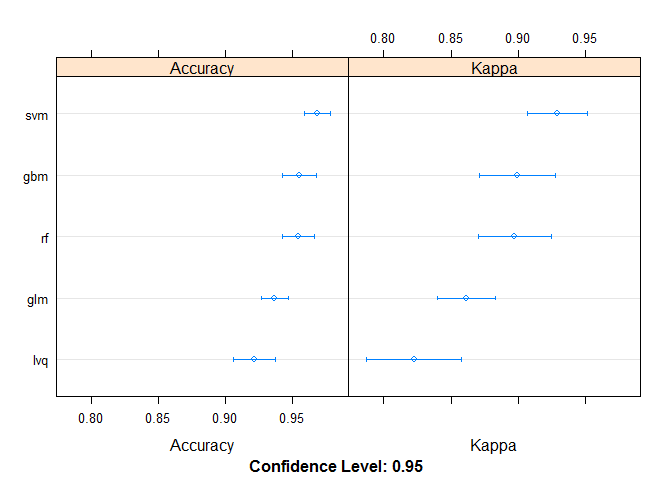 0.80 0.85 0.90 0.95
Accuracy Kappa
svm
gbm
rf
glm
lvq
0.80 0.85 0.90 0.95
Accuracy Kappa
Confidence Level: 0.95